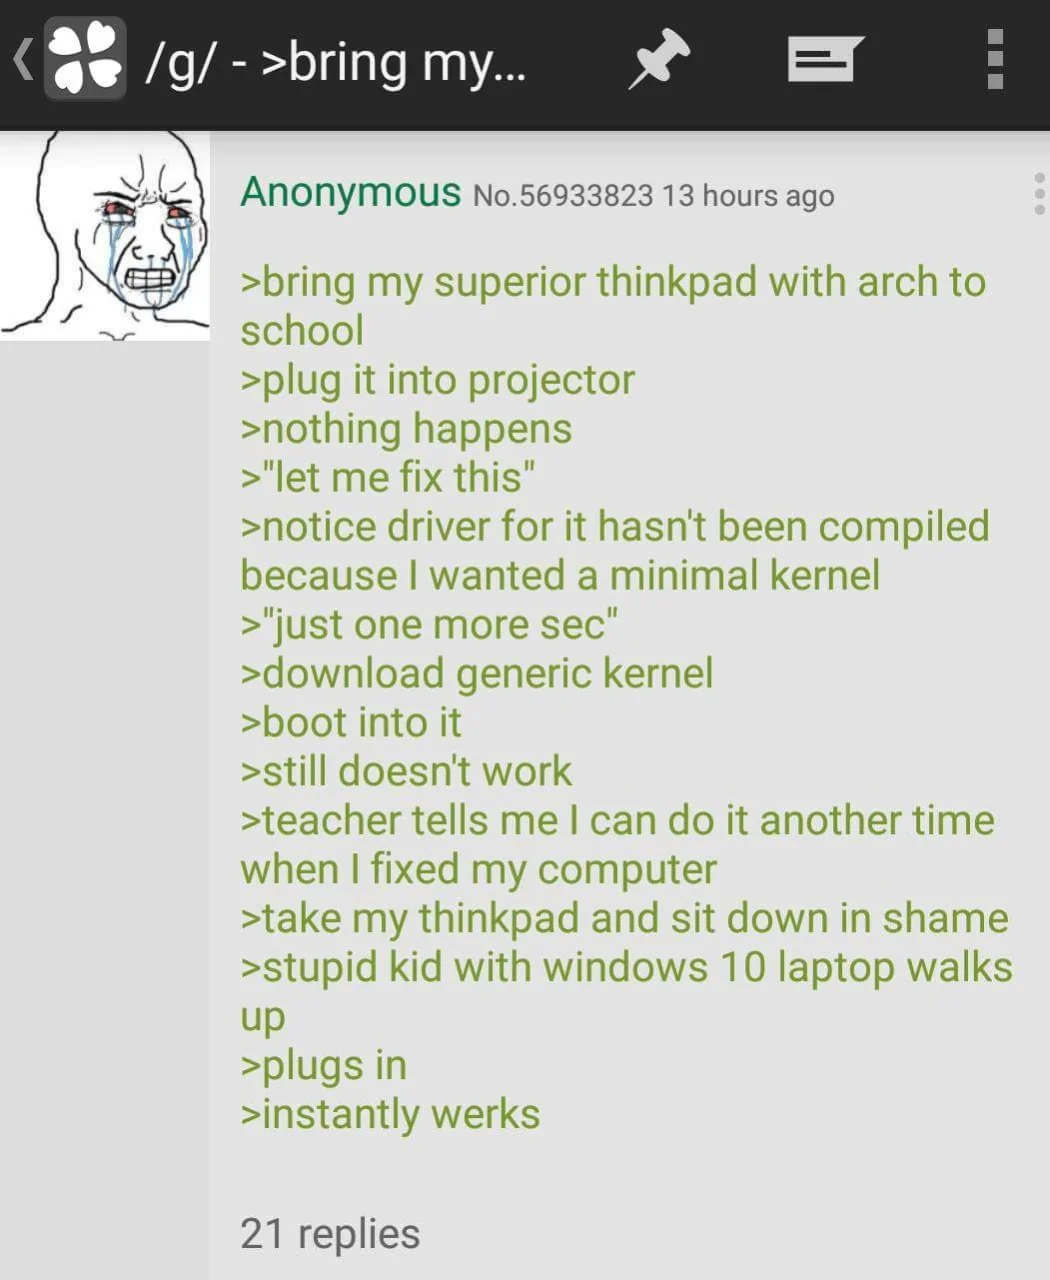 /g/ - >bring my...
Anonymous No.56933823 13 hours ago
>bring my superior thinkpad with arch to
school
>plug it into projector
>nothing happens
>"let me fix this"
>notice driver for it hasn't been compiled
because I wanted a minimal kernel
>"just one more sec"
>download generic kernel
>boot into it
>still doesn't work
>teacher tells me I can do it another time
when I fixed my computer
>take my thinkpad and sit down in shame
>stupid kid with windows 10 laptop walks
up
>plugs in
>instantly werks
21 replies